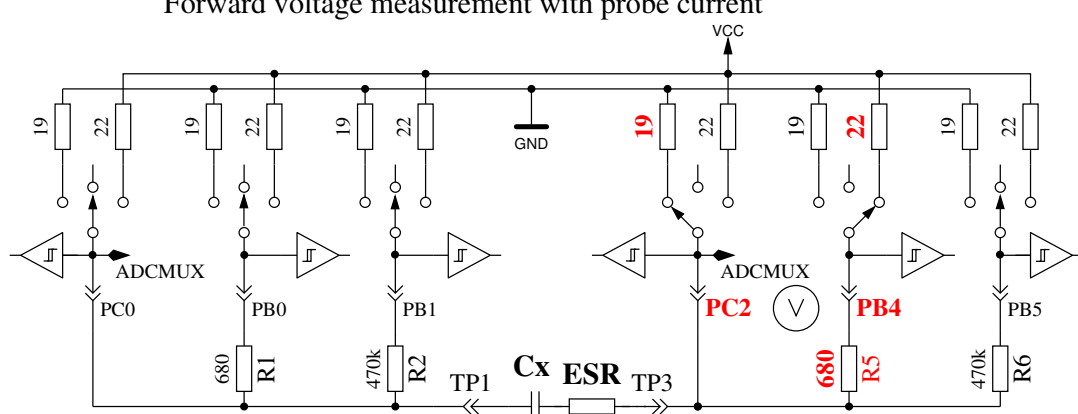 Forward voltage measurement with probe current
VCC
19 22 19 22 19 22 19 22 19 22 19 22
GND
ADCMUX ADCMUX
PC0 PB0 PB1 PC2 V PB4 PB5
680 R1 470k R2 680 R5 470k R6
TP1 Cx ESR TP3